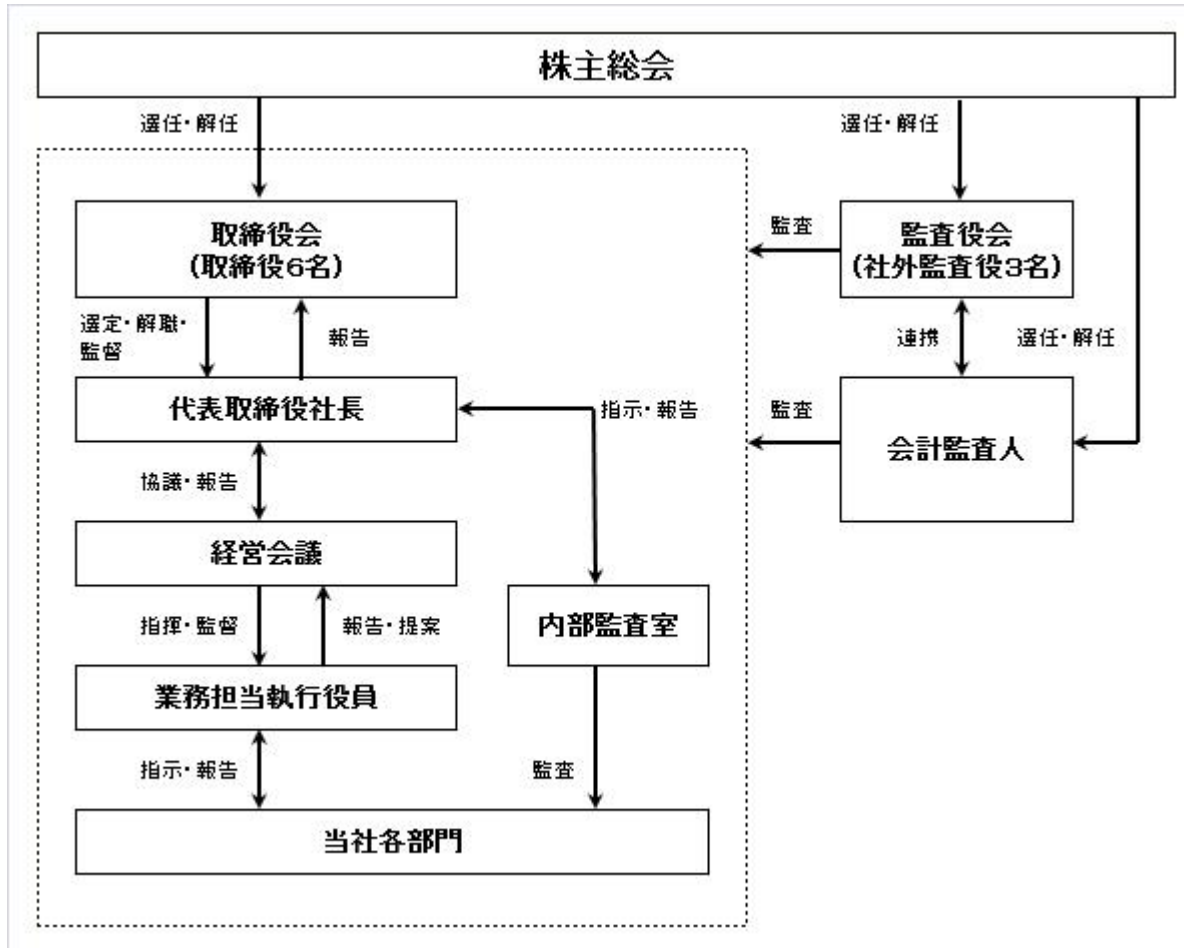 株主総会
選任・解任
選任・解任
取締役会
(取締役6名)
監査
監査役会
(社外監査役3名)
選定・解職・
監督
報告
連携
選任・解任
代表取締役社長
指示・報告
監査
会計監査人
協議・報告
経営会議
指揮・監督
報告・提案
内部監査室
業務担当執行役員
指示・報告
監査
当社各部門